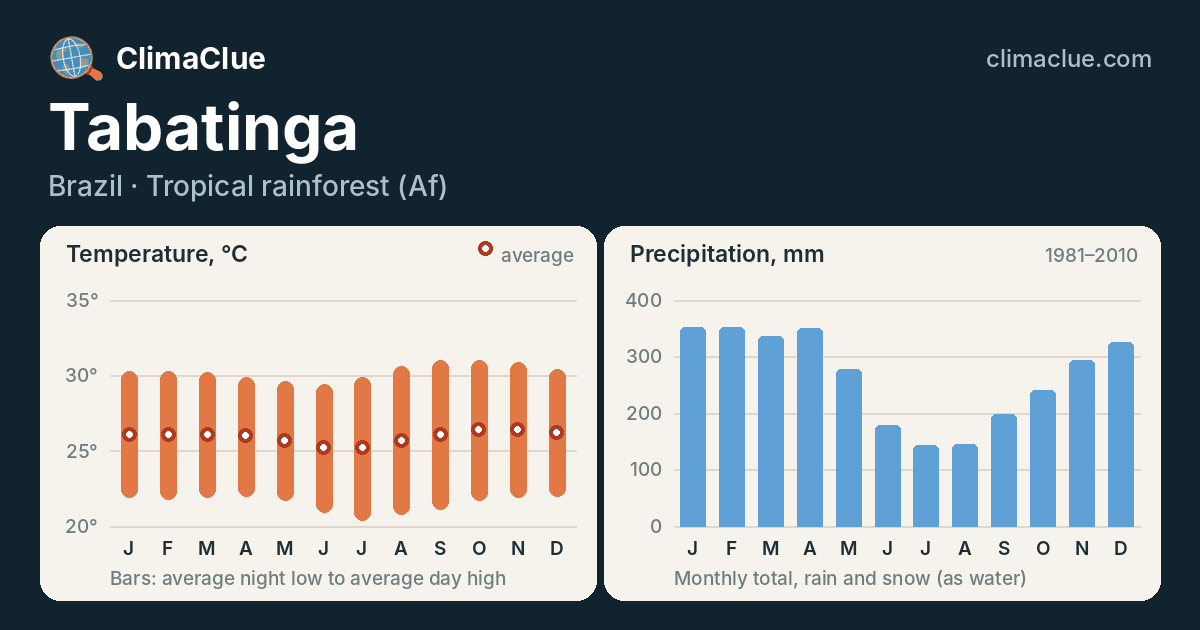 ClimaClue
climaclue.com
Tabatinga
Brazil · Tropical rainforest (Af)
Temperature, °C
average
35°
30°
25°
20°
J F M A M J J A S O N D
Bars: average night low to average day high
Precipitation, mm
1981–2010
400
300
200
100
0
J F M A M J J A S O N D
Monthly total, rain and snow (as water)